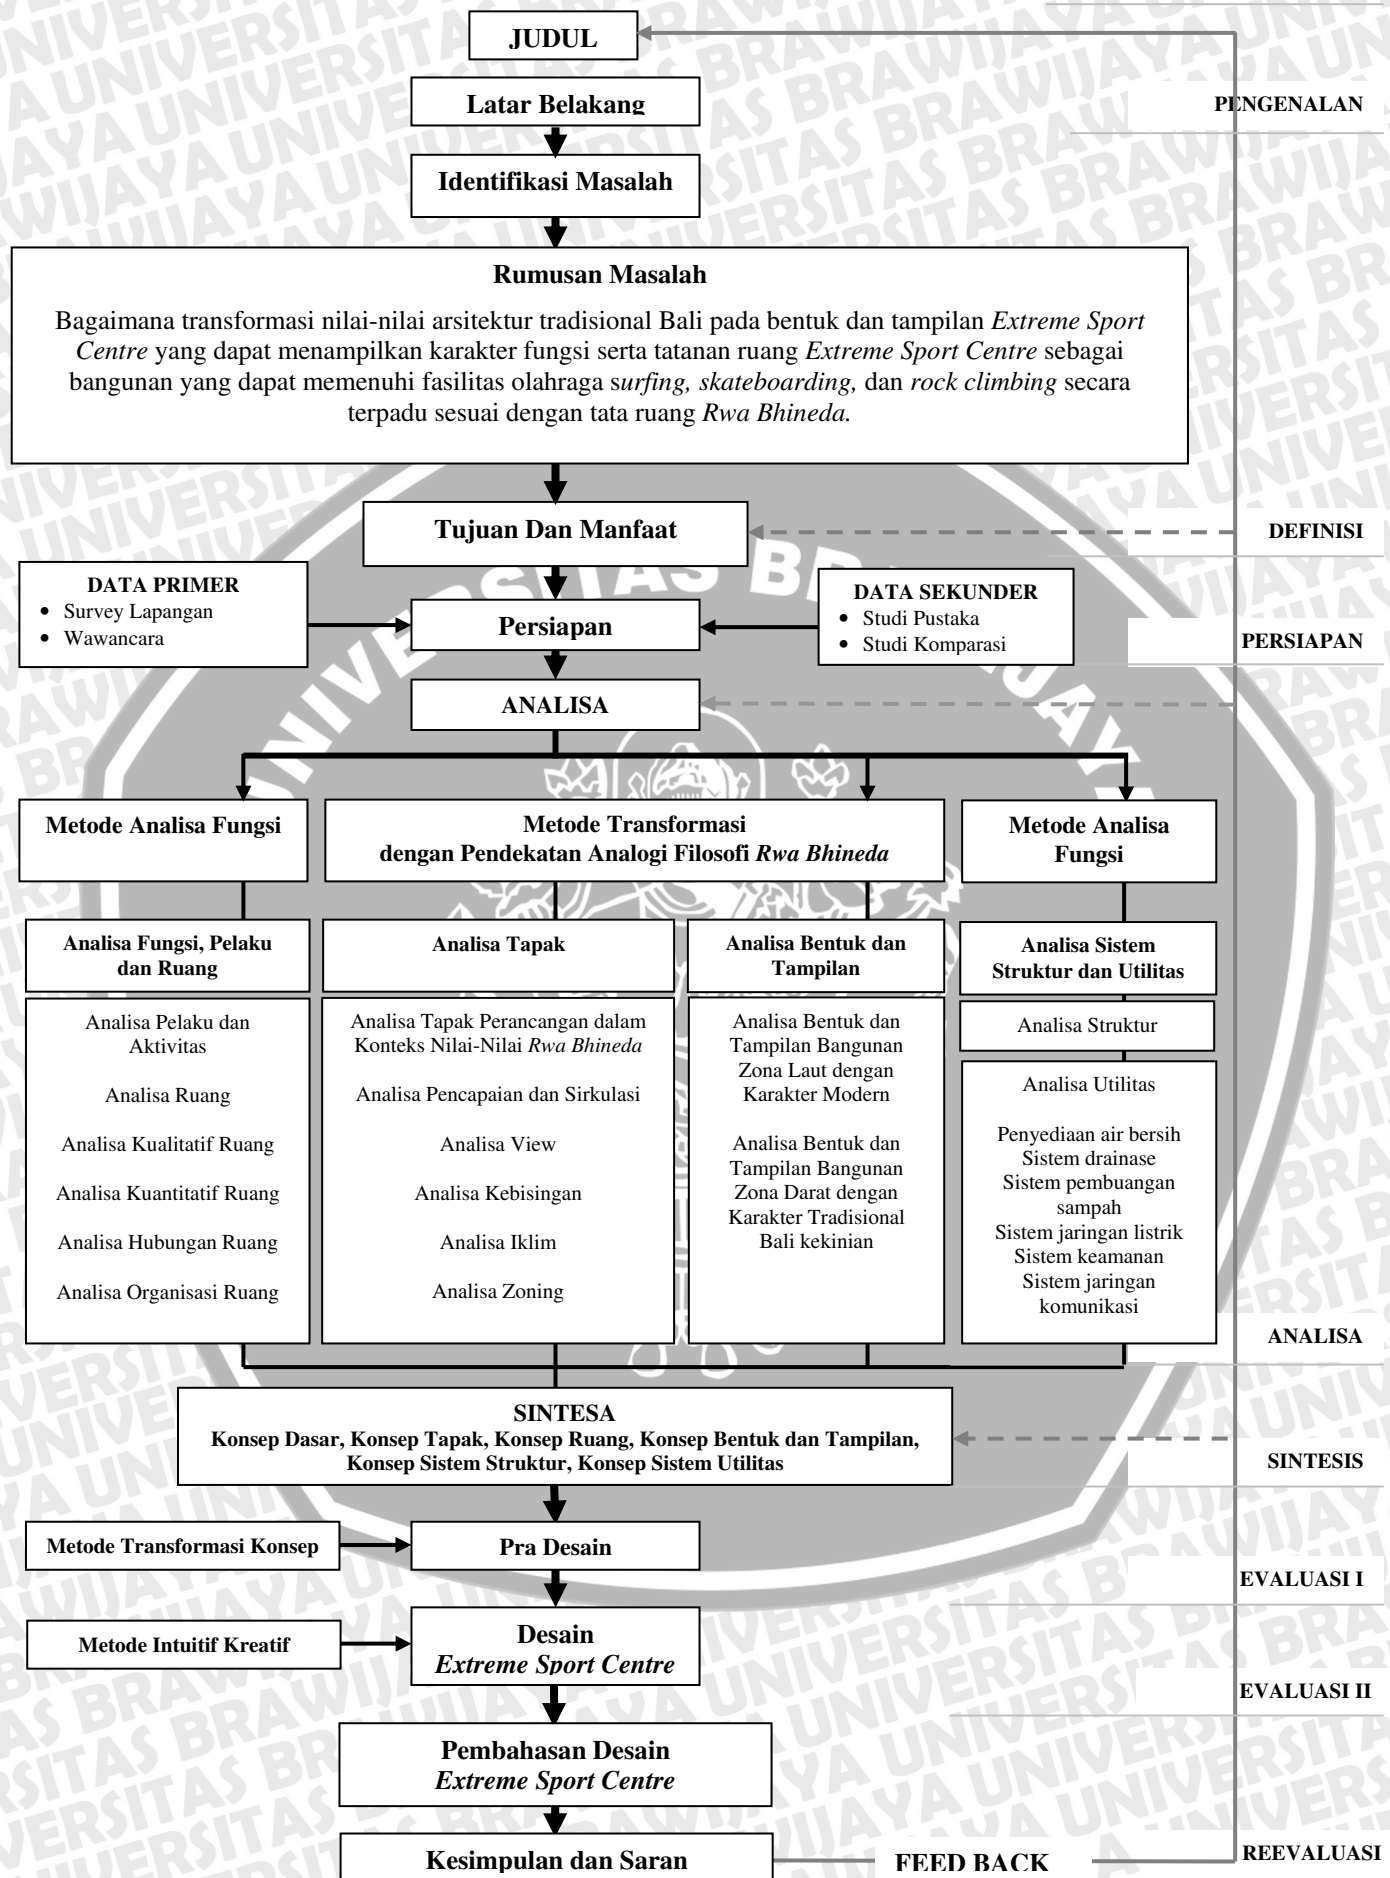 JUDUL
Latar Belakang
PENGENALAN
Identifikasi Masalah
Rumusan Masalah
Bagaimana transformasi nilai-nilai arsitektur tradisional Bali pada bentuk dan tampilan Extreme Sport
Centre yang dapat menampilkan karakter fungsi serta tatanan ruang Extreme Sport Centre sebagai
bangunan yang dapat memenuhi fasilitas olahraga surfing, skateboarding, dan rock climbing secara
terpadu sesuai dengan tata ruang Rwa Bhineda.
Tujuan Dan Manfaat
DEFINISI
DATA PRIMER
• Survey Lapangan
• Wawancara
Persiapan
DATA SEKUNDER
• Studi Pustaka
• Studi Komparasi
PERSIAPAN
ANALISA
Metode Analisa Fungsi
Metode Transformasi
dengan Pendekatan Analogi Filosofi Rwa Bhineda
Metode Analisa
Fungsi
Analisa Fungsi, Pelaku
dan Ruang
Analisa Pelaku dan
Aktivitas
Analisa Ruang
Analisa Kualitatif Ruang
Analisa Kuantitatif Ruang
Analisa Hubungan Ruang
Analisa Organisasi Ruang
Analisa Tapak
Analisa Tapak Perancangan dalam
Konteks Nilai-Nilai Rwa Bhineda
Analisa Pencapaian dan Sirkulasi
Analisa View
Analisa Kebisingan
Analisa Iklim
Analisa Zoning
Analisa Bentuk dan
Tampilan
Analisa Bentuk dan
Tampilan Bangunan
Zona Laut dengan
Karakter Modern
Analisa Bentuk dan
Tampilan Bangunan
Zona Darat dengan
Karakter Tradisional
Bali kekinian
Analisa Sistem
Struktur dan Utilitas
Analisa Struktur
Analisa Utilitas
Penyediaan air bersih
Sistem drainase
Sistem pembuangan
sampah
Sistem jaringan listrik
Sistem keamanan
Sistem jaringan
komunikasi
ANALISA
SINTESA
Konsep Dasar, Konsep Tapak, Konsep Ruang, Konsep Bentuk dan Tampilan,
Konsep Sistem Struktur, Konsep Sistem Utilitas
SINTESIS
Metode Transformasi Konsep
Pra Desain
EVALUASI I
Metode Intuitif Kreatif
Desain
Extreme Sport Centre
EVALUASI II
Pembahasan Desain
Extreme Sport Centre
Kesimpulan dan Saran
FEED BACK
REEVALUASI
UNIVERSITAS BRAWIJAYA